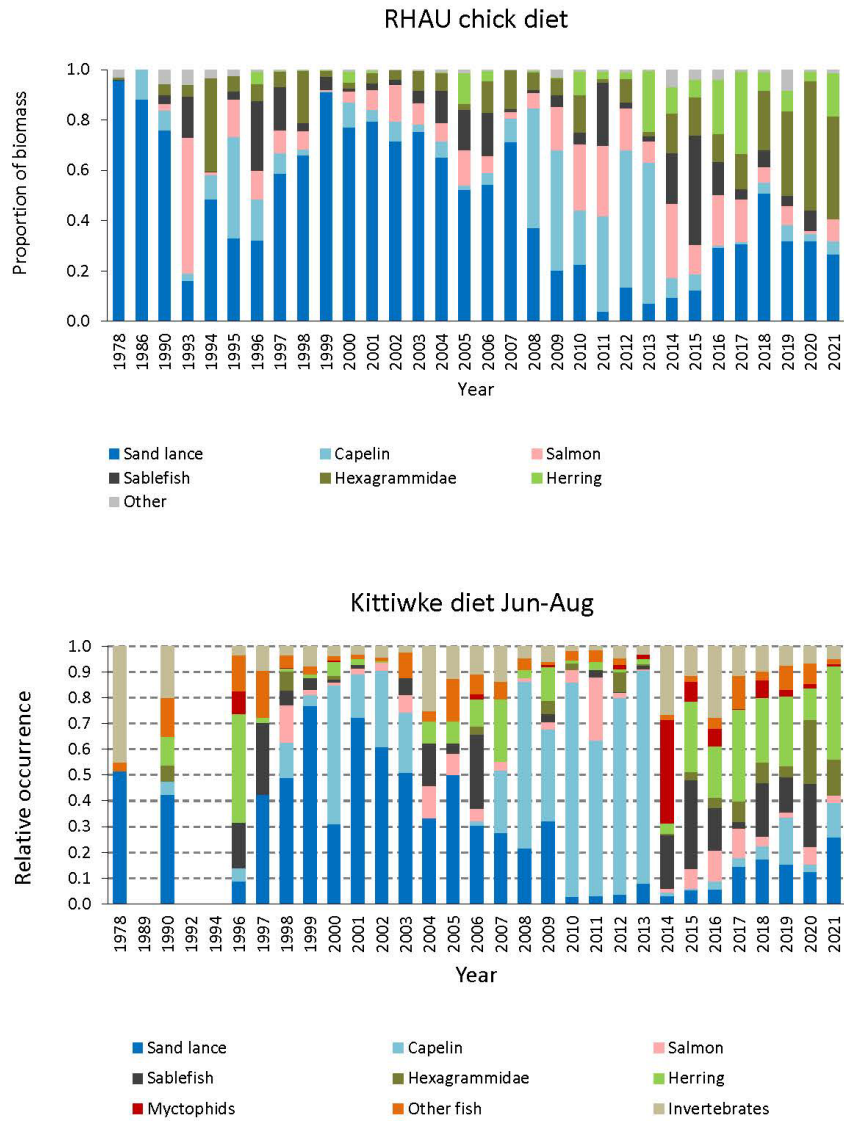 RHAU chick diet
Proportion of biomass
1.0
0.8
0.6
0.4
0.2
0.0
1978 1986 1990 1993 1994 1995 1996 1997 1998 1999 2000 2001 2002 2003 2004 2005 2006 2007 2008 2009 2010 2011 2012 2013 2014 2015 2016 2017 2018 2019 2020 2021
Year
Sand lance Capelin Salmon
Sablefish Hexagrammidae Herring
Other
Kittiwke diet Jun-Aug
Relative occurrence
1.0
0.9
0.8
0.7
0.6
0.5
0.4
0.3
0.2
0.1
0.0
1978 1989 1990 1992 1994 1996 1997 1998 1999 2000 2001 2002 2003 2004 2005 2006 2007 2008 2009 2010 2011 2012 2013 2014 2015 2016 2017 2018 2019 2020 2021
Year
Sand lance Capelin Salmon
Sablefish Hexagrammidae Herring
Myctophids Other fish Invertebrates